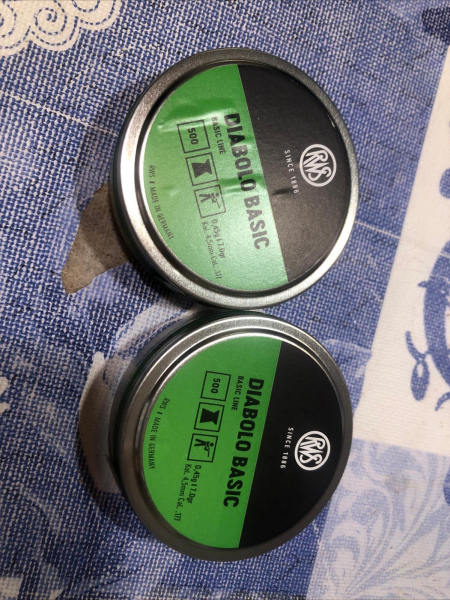 RWS
SINCE 1886
DIABOLO BASIC
BASIC LINE
500
0,45g | 7.0gr
Kal. 4,5mm Cal. .177
RWS // MADE IN GERMANY
RWS
SINCE 1886
DIABOLO BASIC
BASIC LINE
500
0,45g | 7.0gr
Kal. 4,5mm Cal. .177
RWS // MADE IN GERMANY